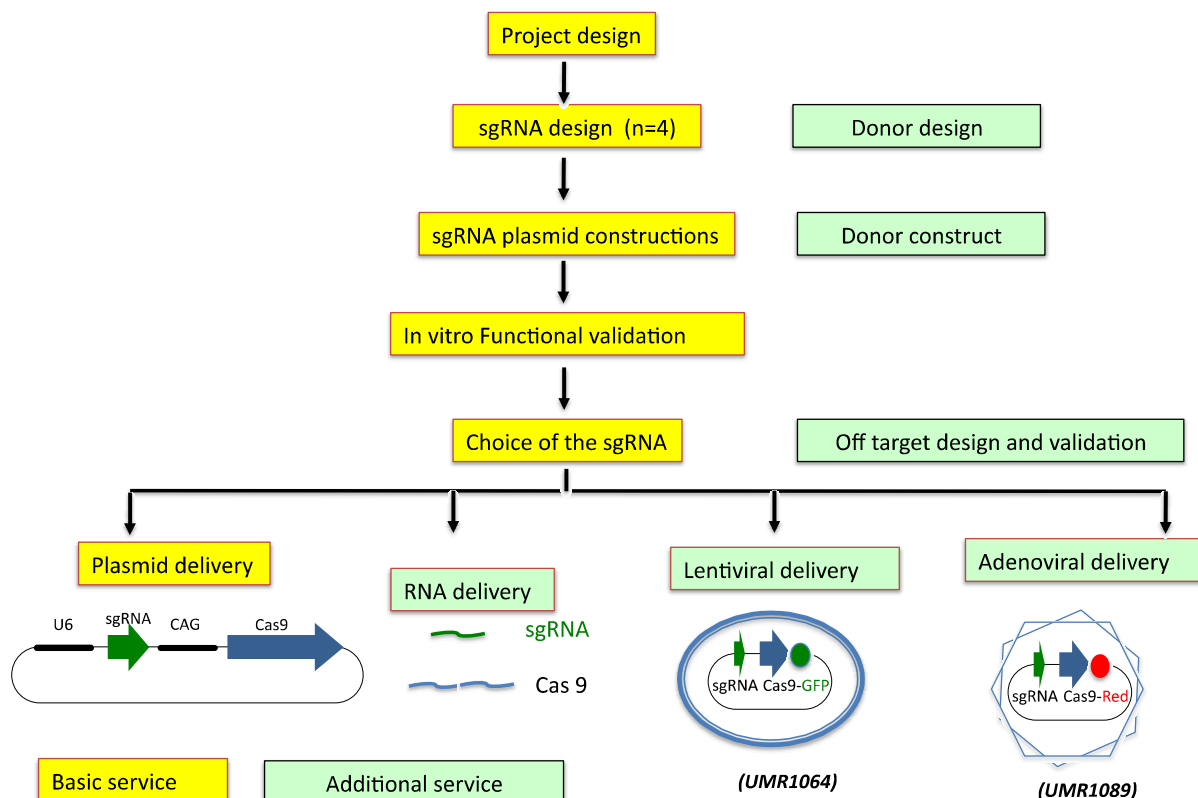 Project design
sgRNA design (n=4)
Donor design
sgRNA plasmid constructions
Donor construct
In vitro Functional validation
Choice of the sgRNA
Off target design and validation
Plasmid delivery
RNA delivery
Lentiviral delivery
Adenoviral delivery
U6 sgRNA CAG Cas9
sgRNA
Cas 9
sgRNA Cas9-GFP
sgRNA Cas9-Red
(UMR1064)
(UMR1089)
Basic service
Additional service